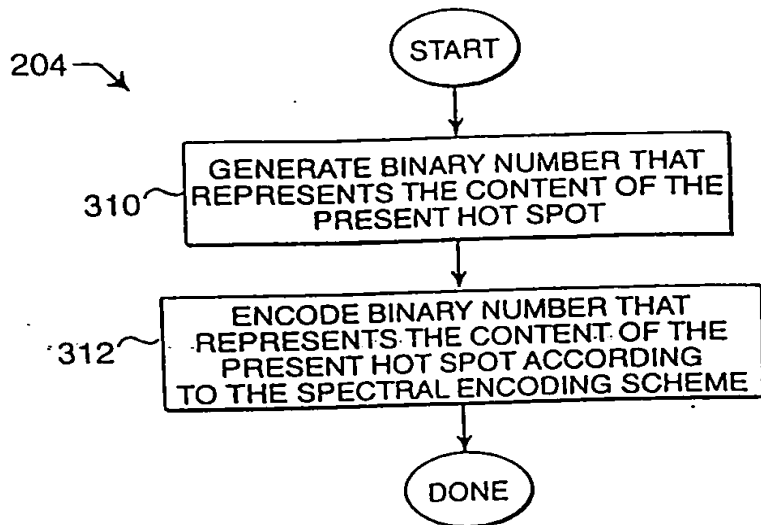 START
204
GENERATE BINARY NUMBER THAT
REPRESENTS THE CONTENT OF THE
PRESENT HOT SPOT
310
ENCODE BINARY NUMBER THAT
REPRESENTS THE CONTENT OF THE
PRESENT HOT SPOT ACCORDING
TO THE SPECTRAL ENCODING SCHEME
312
DONE